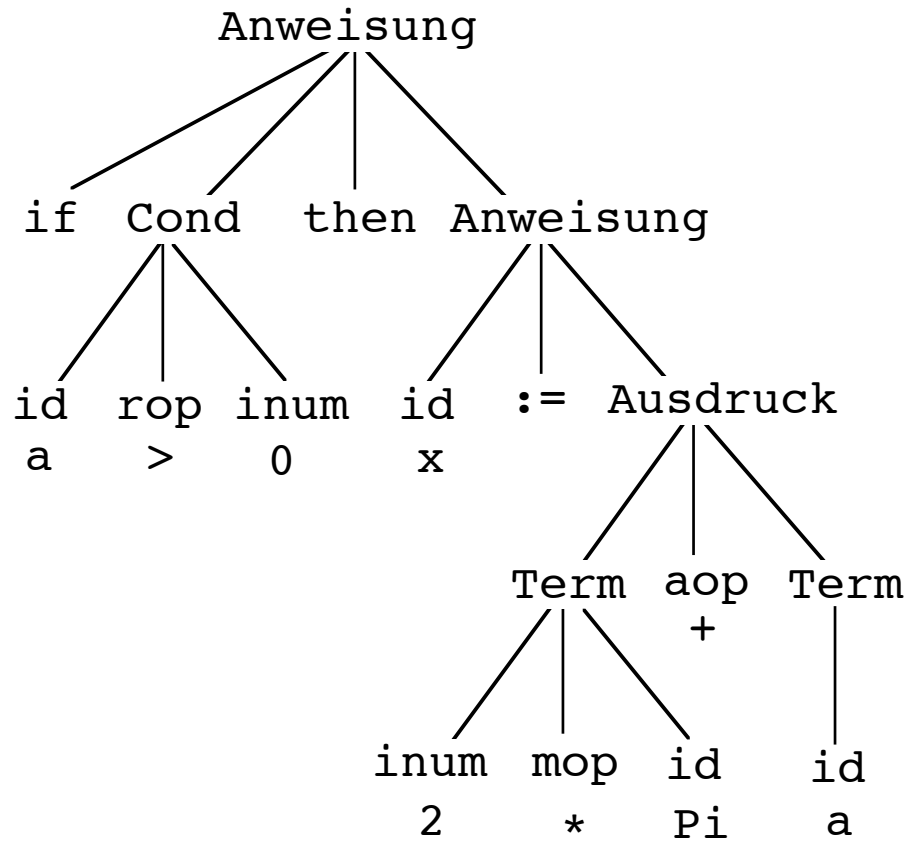 Anweisung
if Cond then Anweisung
id rop inum id := Ausdruck
a > 0 x
Term aop Term
+
inum mop id id
2 * Pi a